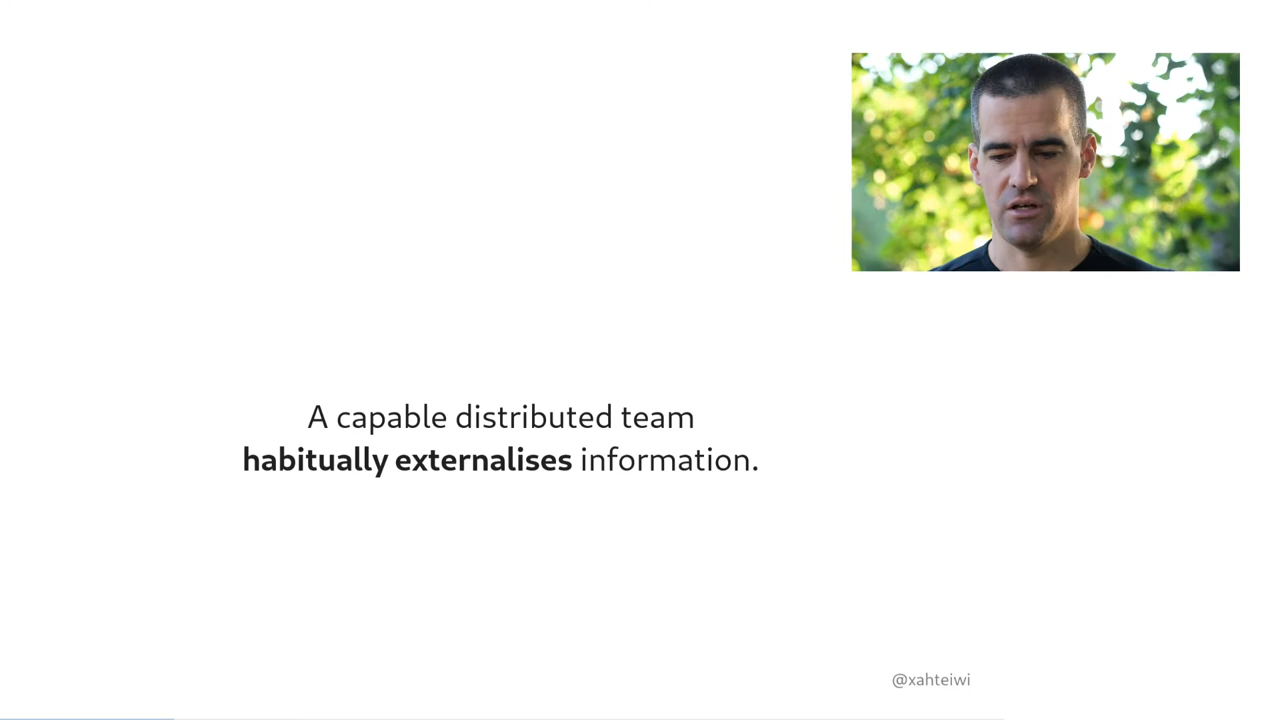 A capable distributed team
habitually externalises information.
@xahteiwi